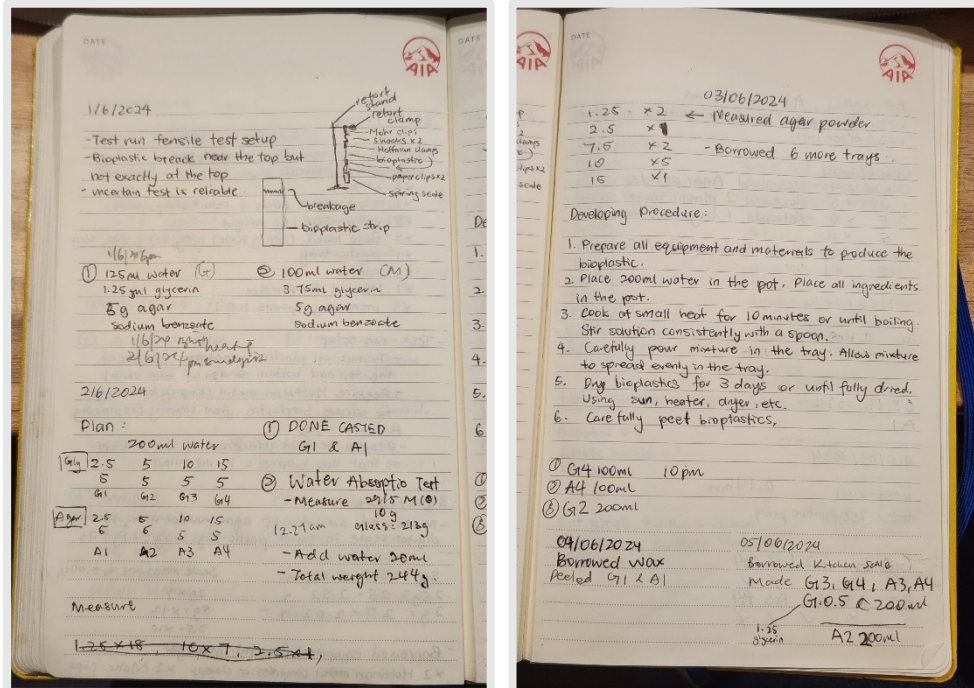 DATE
AIA
1/6/2024
- Test run tensile test setup
- Bioplastic break near the top but
not exactly at the top
- uncertain test is reliable
retort
stand
retort
clamp
Mohr clips
S hooks x2
Hoffman clamps
bioplastic
paperclips x2
spring scale
breakage
bioplastic strip
① 125ml water (G)
1.25 ml glycerin
5g agar
sodium benzoate
② 100ml water (M)
3.75ml glycerin
5g agar
sodium benzoate
2/6/2024
Plan :
200ml water
Gly 2.5 5 10 15
5 5 5 5
G1 G2 G3 G4
Agar 2.5 5 10 15
5 5 5
A1 A2 A3 A4
Measure
1.25 x 18, 10 x 7, 2.5 x 1,
① DONE CASTED
G1 & A1
② Water Absorptio Test
- Measure
10g
12.27am glass: 213g
- Add water 20ml
- Total weight 244g.
DATE
AIA
03/06/2024
1.25 x2 ← Measured agar powder
2.5
7.5 x2 - Borrowed 6 more trays
10 x5
15 x1
Developing Procedure :
1. Prepare all equipment and materials to produce the
bioplastic.
2. Place 200ml water in the pot. Place all ingredients
in the pot.
3. Cook at small heat for 10 minutes or until boiling.
Stir solution consistently with a spoon.
4. Carefully pour mixture in the tray. Allow mixture
to spread evenly in the tray.
5. Dry bioplastics for 3 days or until fully dried.
Using sun, heater, dryer, etc.
6. Carefully peel bioplastics.
① G4 100ml 10pm
② A4 100ml
③ G2 200ml
04/06/2024
Borrowed wax
Peeled G1 & A1
05/06/2024
Borrowed Kitchen scale
Made G3, G4, A3, A4
G.0.5 200ml
1.25
glycerin
A2 200ml